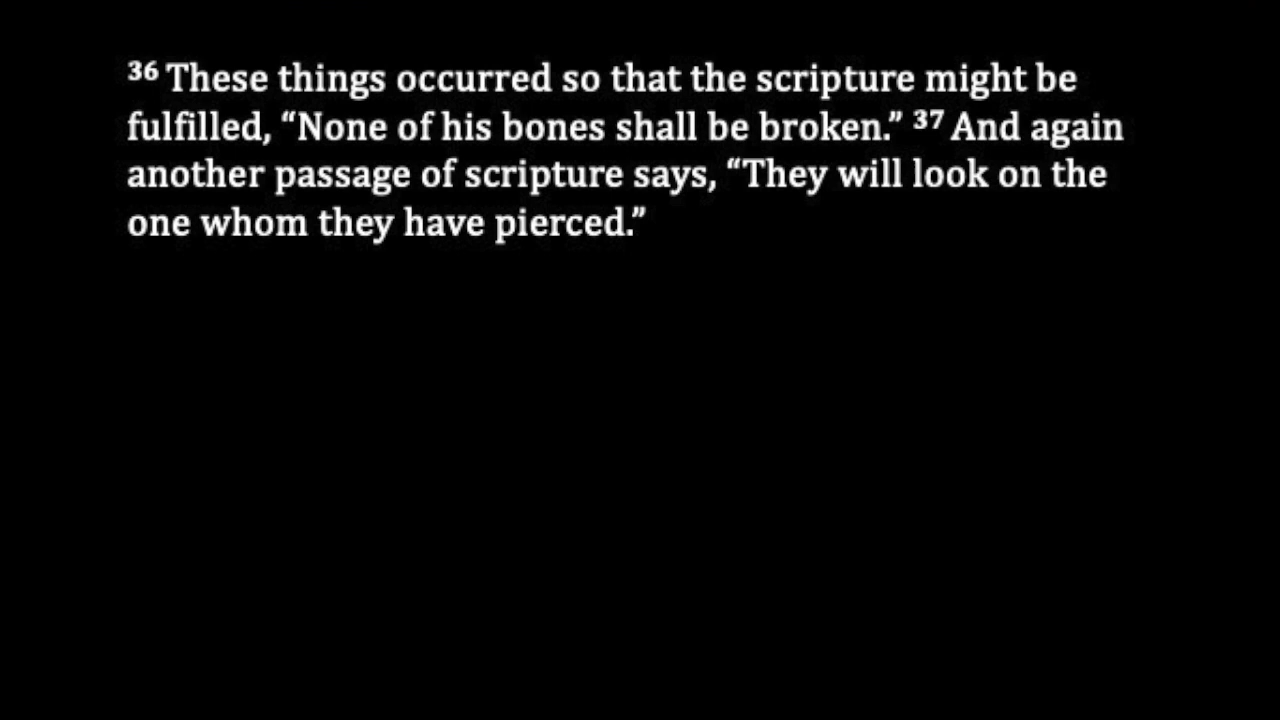 36 These things occurred so that the scripture might be
fulfilled, “None of his bones shall be broken.” 37 And again
another passage of scripture says, “They will look on the
one whom they have pierced.”